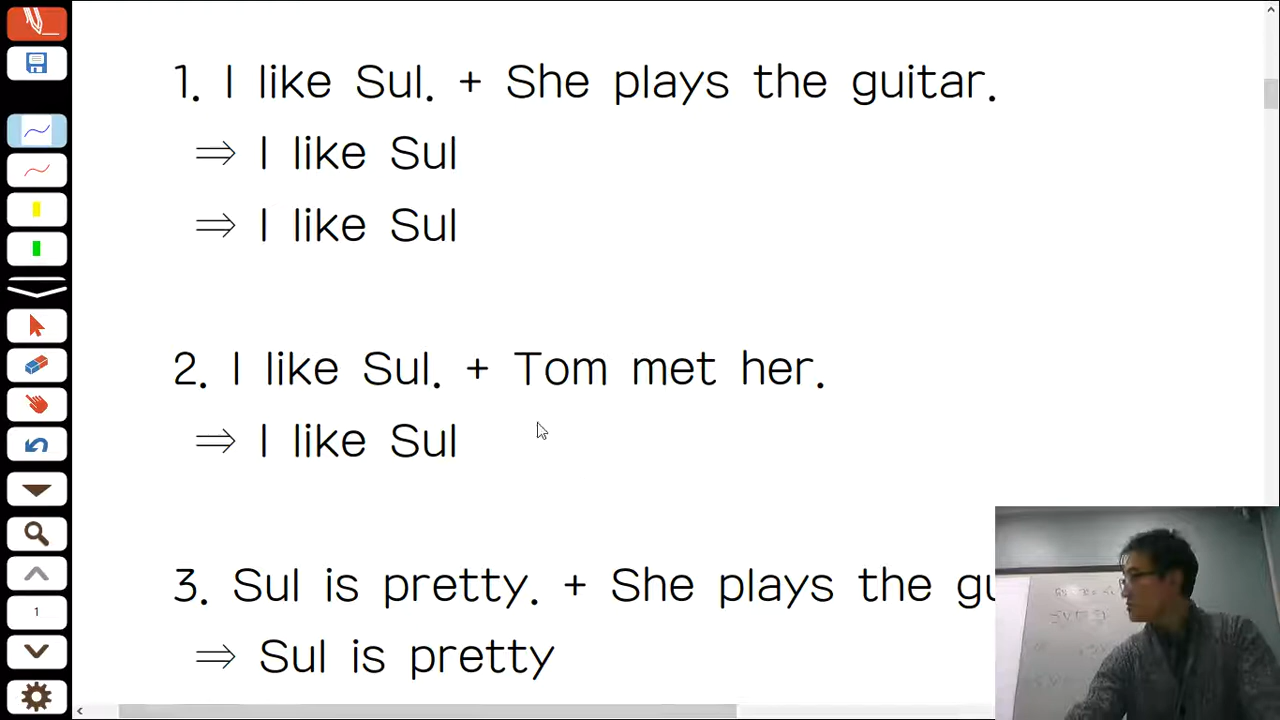 1. I like Sul. + She plays the guitar.
⇒ I like Sul
⇒ I like Sul
2. I like Sul. + Tom met her.
⇒ I like Sul
3. Sul is pretty. + She plays the gu
⇒ Sul is pretty
1